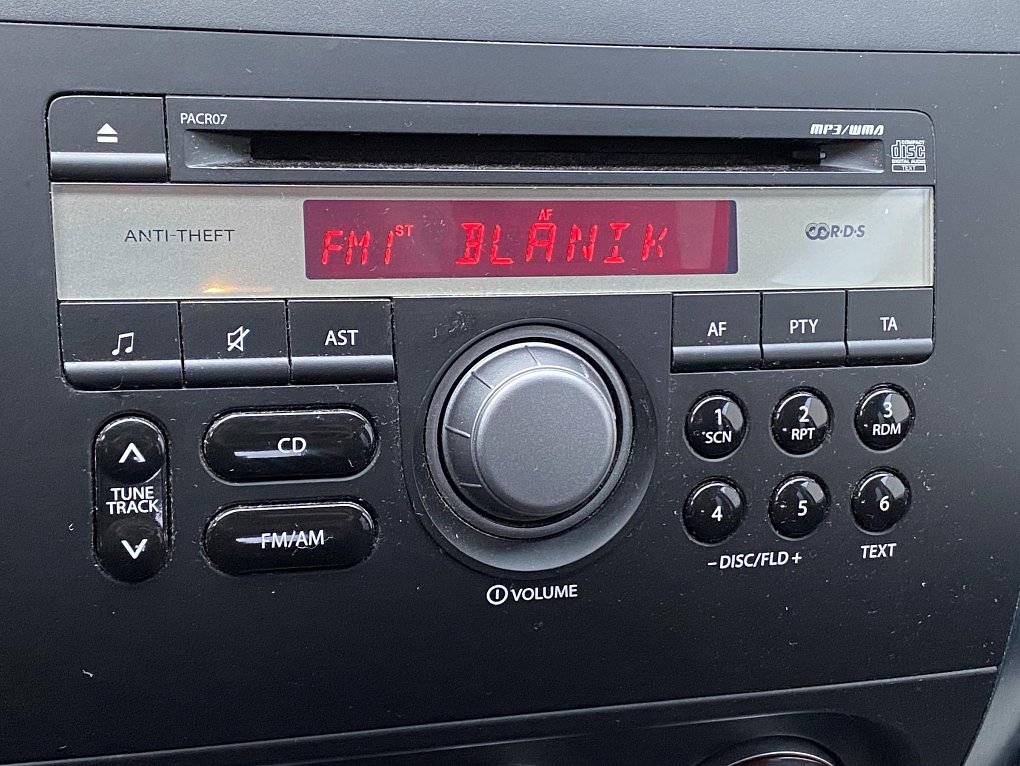 PACR07
MP3/WMA
COMPACT
disc
DIGITAL AUDIO
TEXT
ANTI-THEFT
FM1 ST AF BLANIK
R·D·S
AST
AF PTY TA
TUNE
TRACK
CD
FM/AM
1
SCN
2
RPT
3
RDM
4 5 6
– DISC/FLD +
TEXT
VOLUME